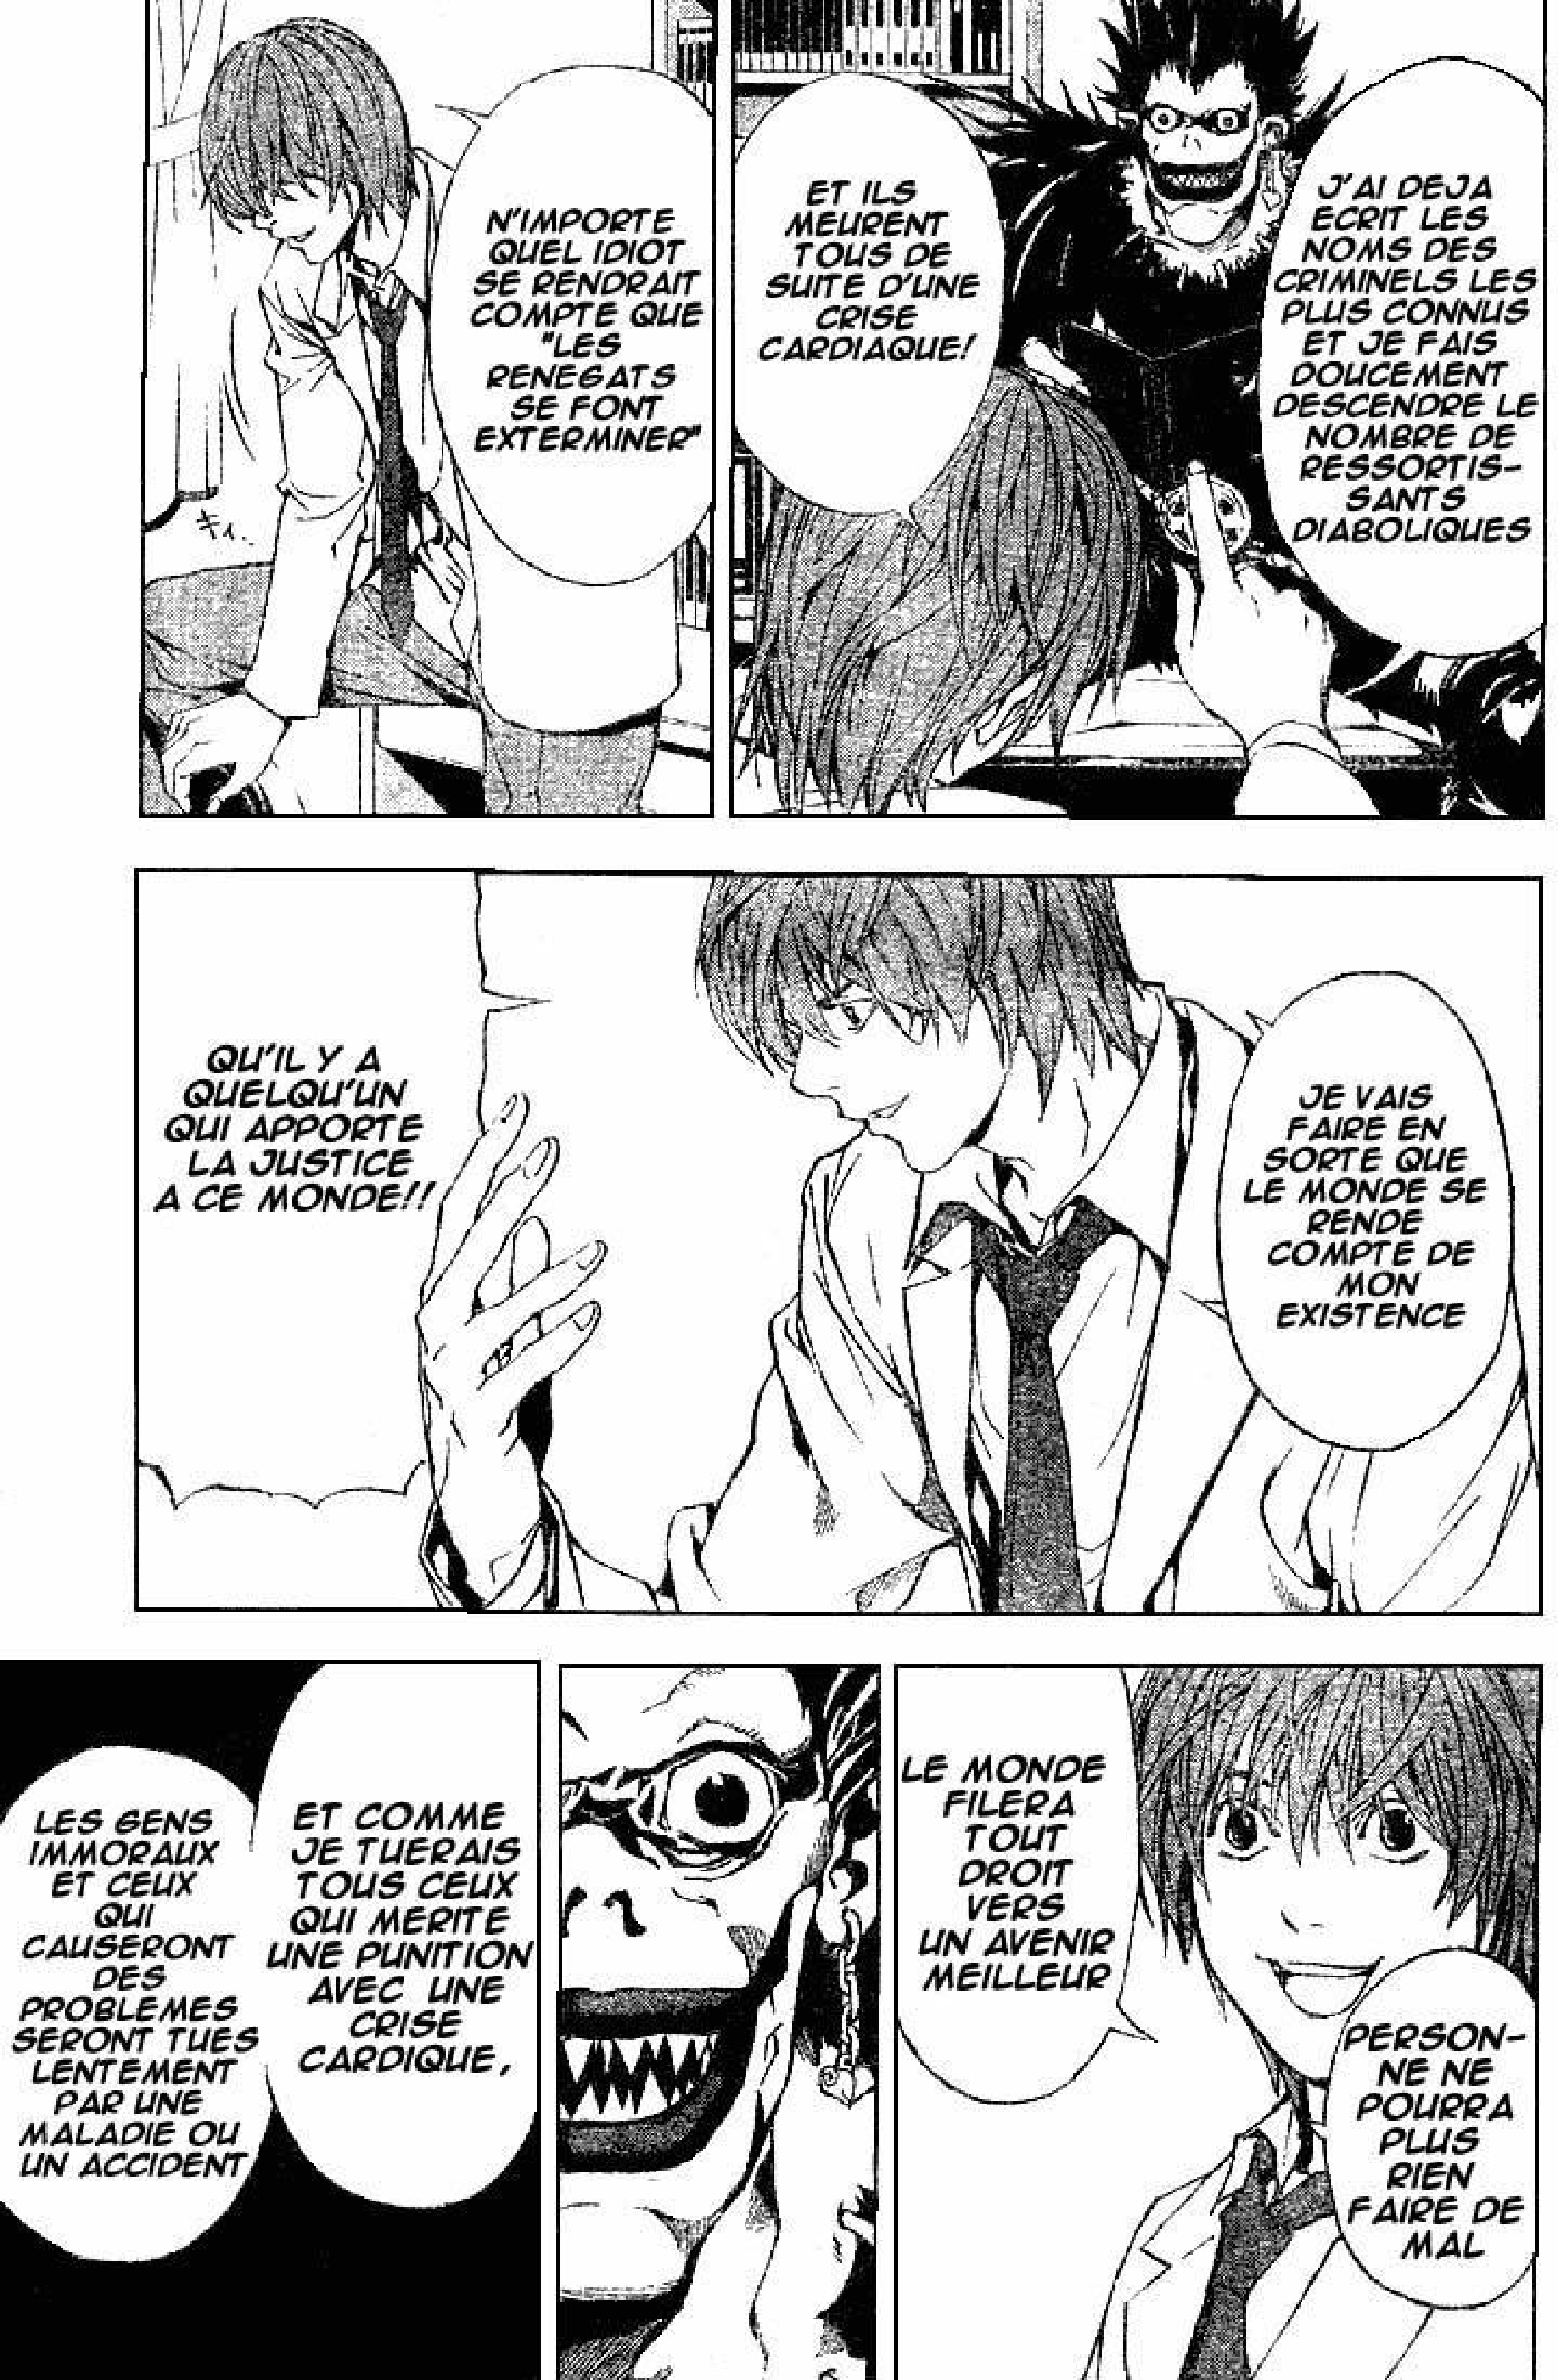 J'AI DEJA
ECRIT LES
NOMS DES
CRIMINELS LES
PLUS CONNUS
ET JE FAIS
DOUCEMENT
DESCENDRE LE
NOMBRE DE
RESSORTIS-
SANTS
DIABOLIQUES
ET ILS
MEURENT
TOUS DE
SUITE D'UNE
CRISE
CARDIAQUE!
N'IMPORTE
QUEL IDIOT
SE RENDRAIT
COMPTE QUE
"LES
RENEGATS
SE FONT
EXTERMINER"
キィ..
JE VAIS
FAIRE EN
SORTE QUE
LE MONDE SE
RENDE
COMPTE DE
MON
EXISTENCE
QU'IL Y A
QUELQU'UN
QUI APPORTE
LA JUSTICE
A CE MONDE!!
PERSON-
NE NE
POURRA
PLUS
RIEN
FAIRE DE
MAL
LE MONDE
FILERA
TOUT
DROIT
VERS
UN AVENIR
MEILLEUR
ET COMME
JE TUERAIS
TOUS CEUX
QUI MERITE
UNE PUNITION
AVEC UNE
CRISE
CARDIQUE,
LES GENS
IMMORAUX
ET CEUX
QUI
CAUSERONT
DES
PROBLEMES
SERONT TUES
LENTEMENT
PAR UNE
MALADIE OU
UN ACCIDENT